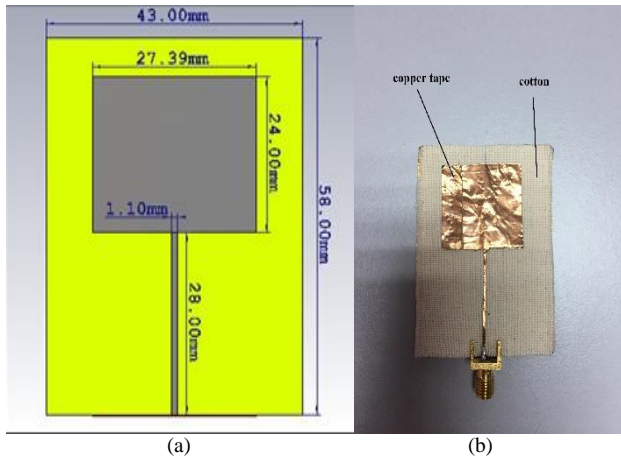 43.00mm
27.39mm
24.00mm
1.10mm
58.00mm
28.00mm
copper tape
cotton
(a)
(b)